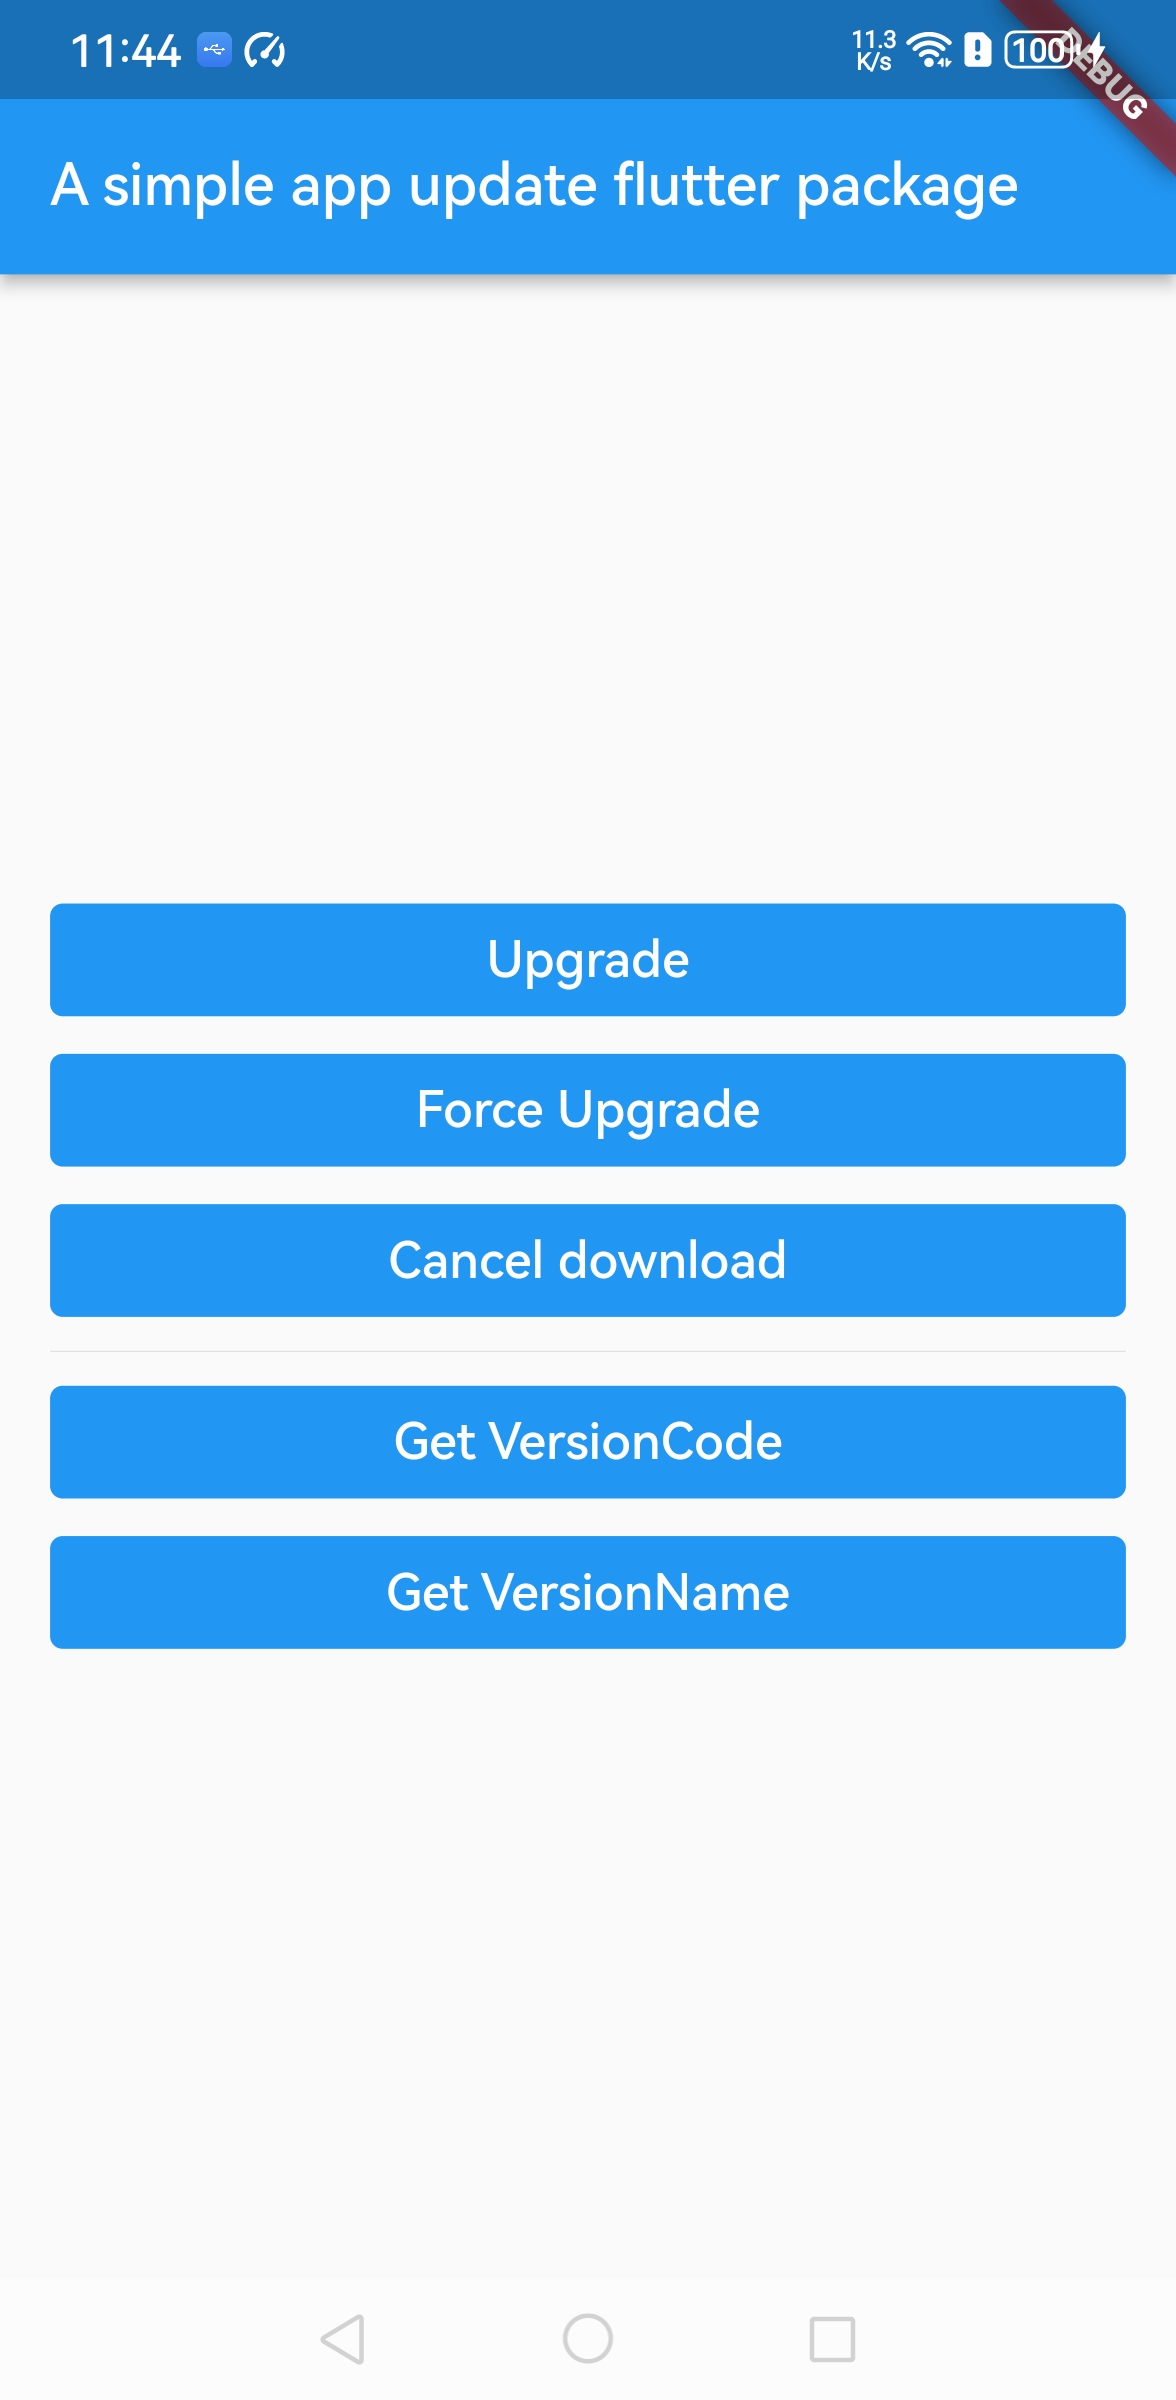 11:44
11.3
K/s
100
DEBUG
A simple app update flutter package
Upgrade
Force Upgrade
Cancel download
Get VersionCode
Get VersionName